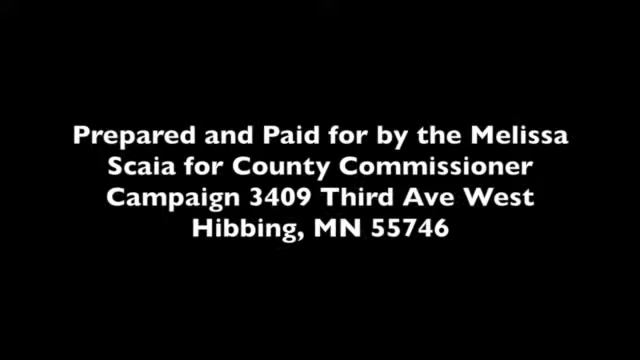 Prepared and Paid for by the Melissa
Scaia for County Commissioner
Campaign 3409 Third Ave West
Hibbing, MN 55746